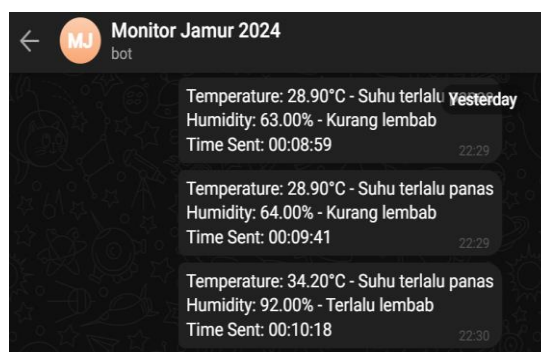 MJ
Monitor Jamur 2024
bot
Temperature: 28.90°C - Suhu terlalu
Yesterday
Humidity: 63.00% - Kurang lembab
Time Sent: 00:08:59
22:29
Temperature: 28.90°C - Suhu terlalu panas
Humidity: 64.00% - Kurang lembab
Time Sent: 00:09:41
22:29
Temperature: 34.20°C - Suhu terlalu panas
Humidity: 92.00% - Terlalu lembab
Time Sent: 00:10:18
22:30